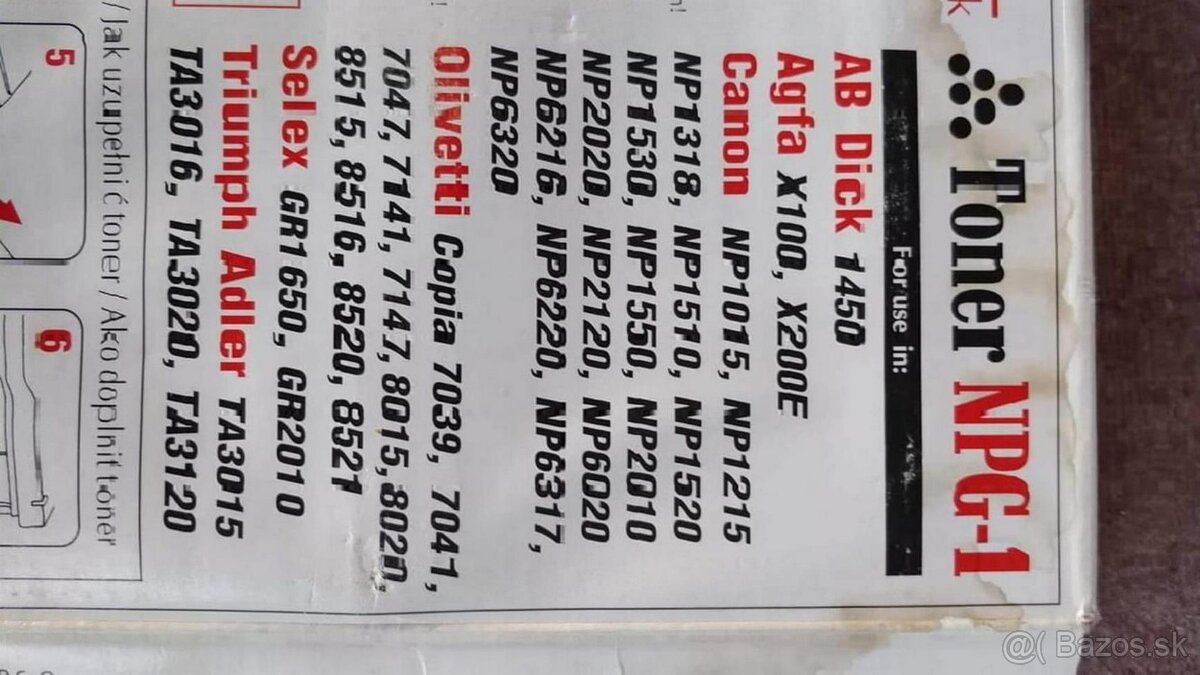 Toner NPG-1
For use in:
AB Dick 1450
Agfa X100, X200E
Canon NP1015, NP1215
NP1318, NP1510, NP1520
NP1530, NP1550, NP2010
NP2020, NP2120, NP6020
NP6216, NP6220, NP6317,
NP6320
Olivetti Copia 7039, 7041,
7047, 7141, 7147, 8015, 8020,
8515, 8516, 8520, 8521
Selex GR1650, GR2010
Triumph Adler TA3015
TA3016, TA3020, TA3120
/ Jak uzupełnić toner / Ako doplniť toner
5
6
@( Bazos.sk